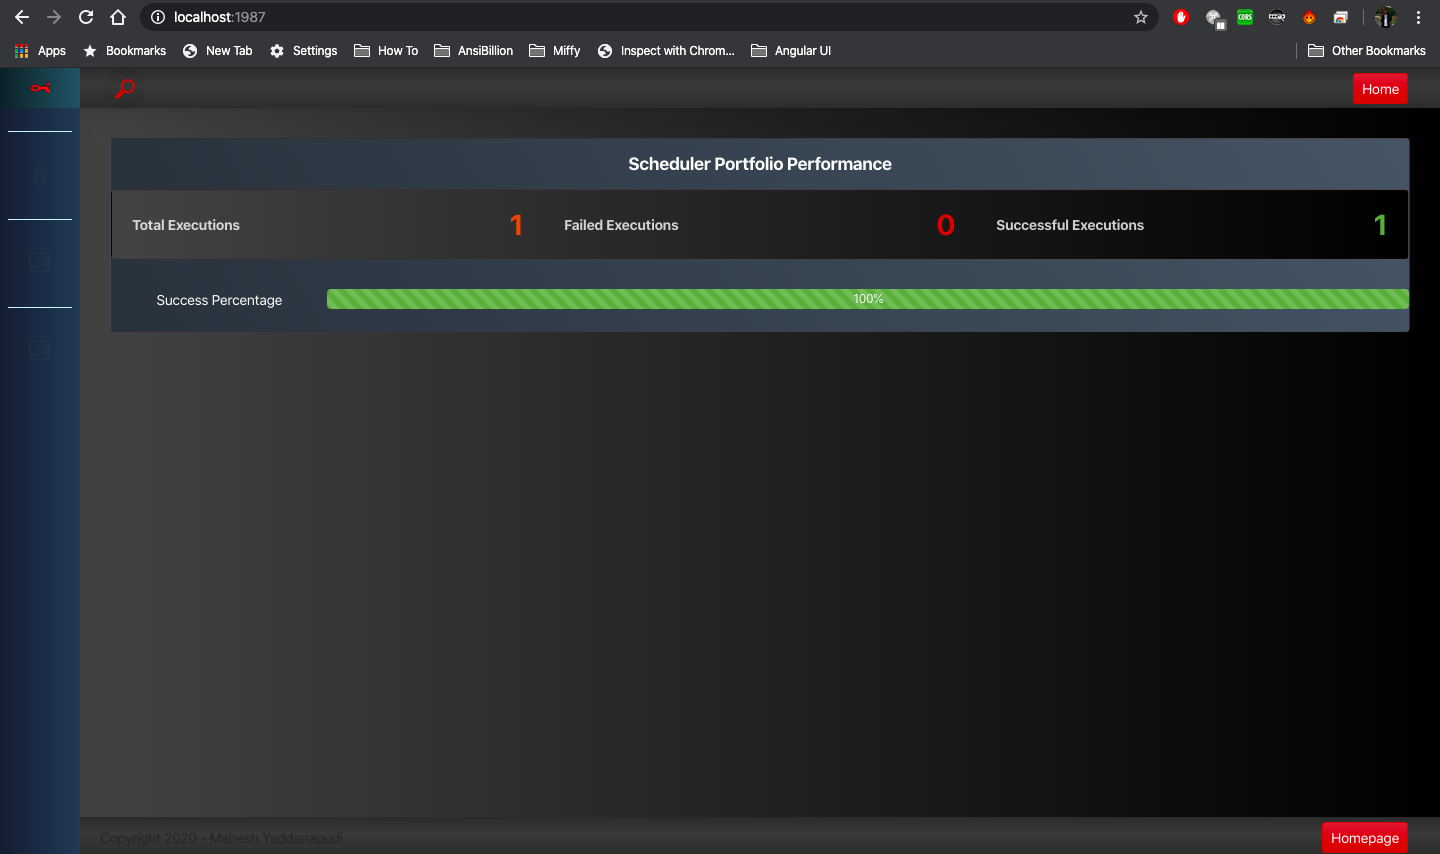 localhost:1987
Apps Bookmarks New Tab Settings How To AnsiBillion Miffy Inspect with Chrom... Angular UI Other Bookmarks
CORS
Home
Scheduler Portfolio Performance
Total Executions 1 Failed Executions 0 Successful Executions 1
Success Percentage 100%
Copyright 2020 - Mahesh Yaddanapudi
Homepage